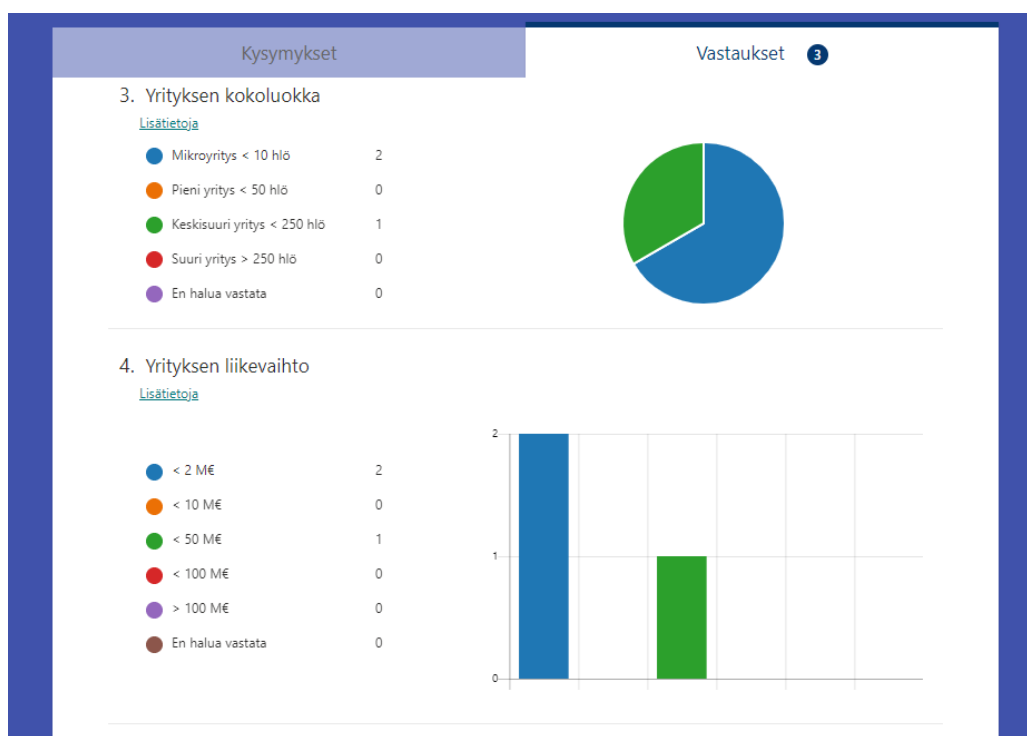 Kysymykset
Vastaukset 3
3. Yrityksen kokoluokka
Lisätietoja
Mikroyritys < 10 hlö 2
Pieni yritys < 50 hlö 0
Keskisuuri yritys < 250 hlö 1
Suuri yritys > 250 hlö 0
En halua vastata 0
4. Yrityksen liikevaihto
Lisätietoja
< 2 M€ 2
< 10 M€ 0
< 50 M€ 1
< 100 M€ 0
> 100 M€ 0
En halua vastata 0
2
1
0